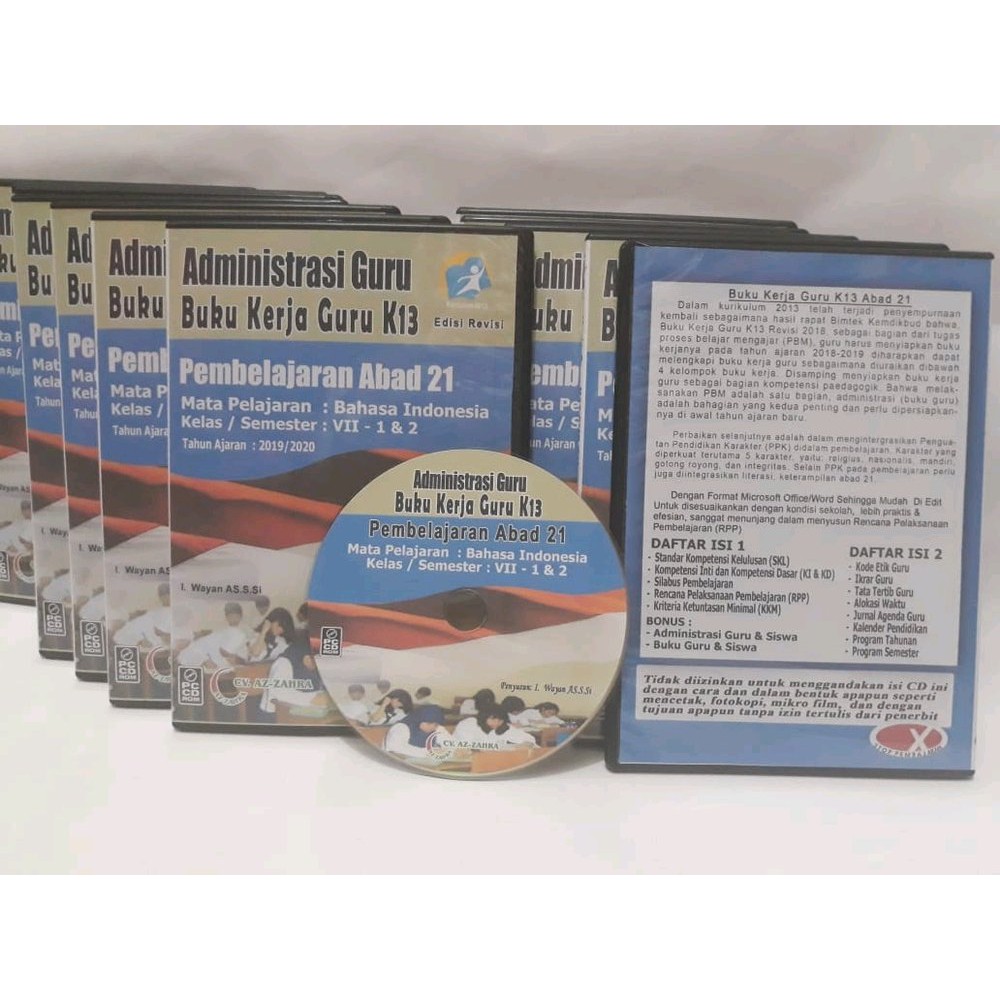 Administrasi Guru
Buku Kerja Guru K13
Edisi Revisi
Pembelajaran Abad 21
Mata Pelajaran : Bahasa Indonesia
Kelas / Semester : VII - 1 & 2
Tahun Ajaran : 2019/2020
I. Wayan AS.S.Si
PC
CD
ROM
CV. AZ-ZAHRA
Administrasi Guru
Buku Kerja Guru K13
Pembelajaran Abad 21
Mata Pelajaran : Bahasa Indonesia
Kelas / Semester : VII - 1 & 2
PC
CD
ROM
Penyusun: I. Wayan AS.S.Si
CV. AZ-ZAHRA
Buku Kerja Guru K13 Abad 21
Dalam kurikulum 2013 telah terjadi penyempurnaan
kembali sebagaimana hasil rapat Bimtek Kemdikbud bahwa,
Buku Kerja Guru K13 Revisi 2018, sebagai bagian dari tugas
proses belajar mengajar (PBM), guru harus menyiapkan buku
kerjanya pada tahun ajaran 2018-2019 diharapkan dapat
melengkapi buku kerja guru sebagaimana diuraikan dibawah
4 kelompok buku kerja. Disamping menyiapkan buku kerja
guru sebagai bagian kompetensi paedagogik. Bahwa melak-
sanakan PBM adalah satu bagian, administrasi (buku guru)
adalah bahagian yang kedua penting dan perlu dipersiapkan-
nya di awal tahun ajaran baru.
Perbaikan selanjutnya adalah dalam mengintergrasikan Pengua-
tan Pendidikan Karakter (PPK) didalam pembelajaran. Karakter yang
diperkuat terutama 5 karakter, yaitu: religius, nasionalis, mandiri,
gotong royong, dan integritas. Selain PPK pada pembelajaran perlu
juga diintegrasikan literasi, keterampilan abad 21.
Dengan Format Microsoft Office/Word Sehingga Mudah Di Edit
Untuk disesuaikatkan dengan kondisi sekolah, lebih praktis &
efesian, sanggat menunjang dalam menyusun Rencana Pelaksanaan
Pembelajaran (RPP)
DAFTAR ISI 1
- Standar Kompetensi Kelulusan (SKL)
- Kompetensi Inti dan Kompetensi Dasar (KI & KD)
- Silabus Pembelajaran
- Rencana Pelaksanaan Pembelajaran (RPP)
- Kriteria Ketuntasan Minimal (KKM)
BONUS :
- Administrasi Guru & Siswa
- Buku Guru & Siswa
DAFTAR ISI 2
- Kode Etik Guru
- Ikrar Guru
- Tata Tertib Guru
- Alokasi Waktu
- Jurnal Agenda Guru
- Kalender Pendidikan
- Program Tahunan
- Program Semester
Tidak diizinkan untuk menggandakan isi CD ini
dengan cara dan dalam bentuk apapun seperti
mencetak, fotokopi, mikro film, dan dengan
tujuan apapun tanpa izin tertulis dari penerbit
X